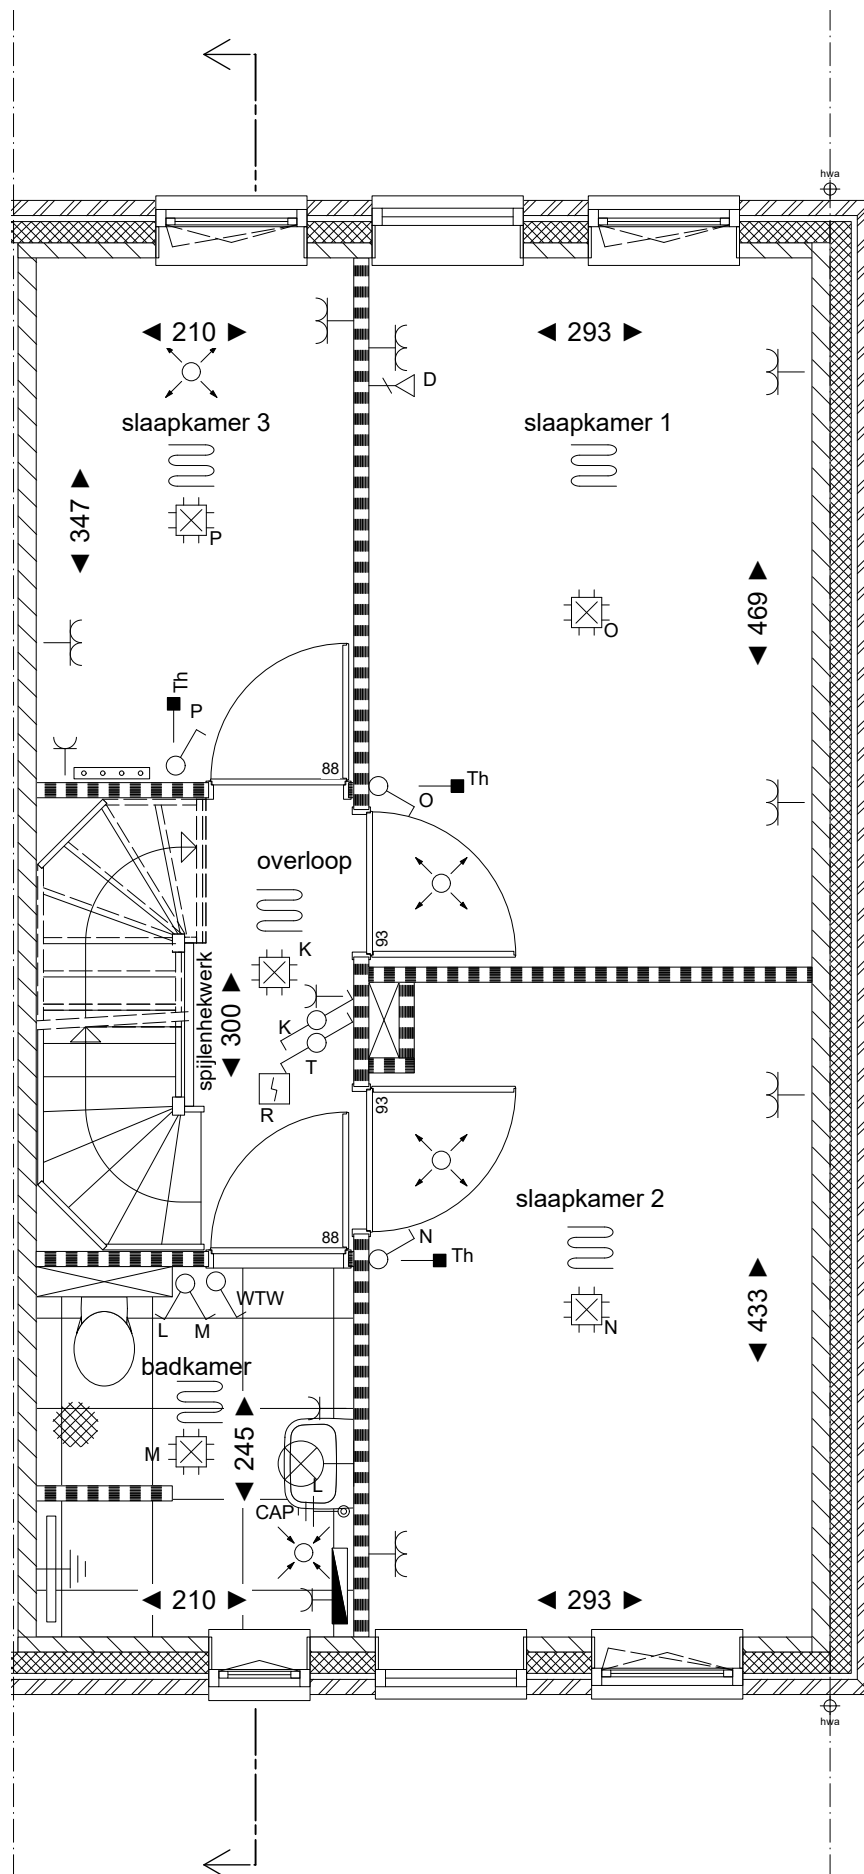 hwa
210
293
D
slaapkamer 3
slaapkamer 1
347
P
469
O
Th
P
88
Th
O
overloop
93
K
spijlenhekwerk
300
K
T
R
93
slaapkamer 2
88
N
Th
WTW
L
M
N
433
badkamer
M
245
L
CAP
210
293
hwa